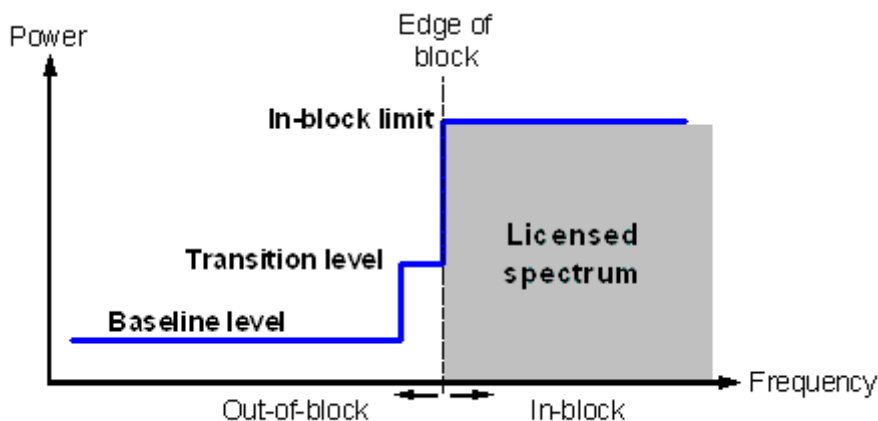 Power
Edge of
block
In-block limit
Licensed
spectrum
Transition level
Baseline level
Frequency
Out-of-block
In-block